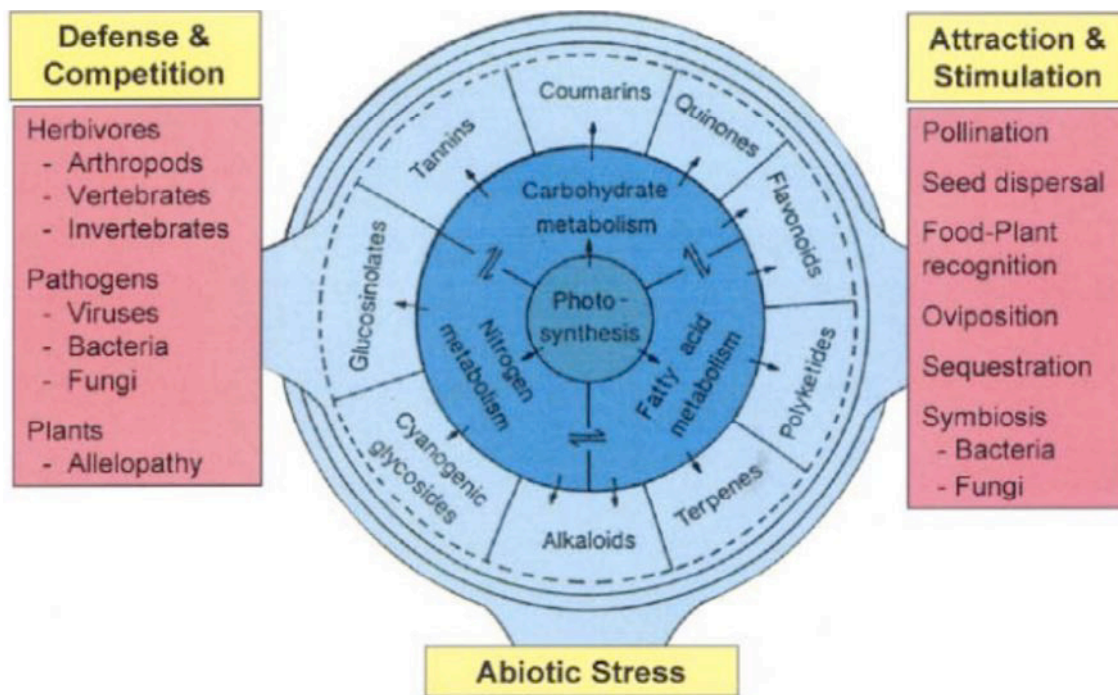 Defense &
Competition
Herbivores
- Arthropods
- Vertebrates
- Invertebrates
Pathogens
- Viruses
- Bacteria
- Fungi
Plants
- Allelopathy
Coumarins
Quinones
Flavonoids
Polyketides
Terpenes
Alkaloids
Cyanogenic
glycosides
Glucosinolates
Tannins
Carbohydrate
metabolism
Fatty acid
metabolism
Nitrogen
metabolism
Photo-
synthesis
Attraction &
Stimulation
Pollination
Seed dispersal
Food-Plant
recognition
Oviposition
Sequestration
Symbiosis
- Bacteria
- Fungi
Abiotic Stress